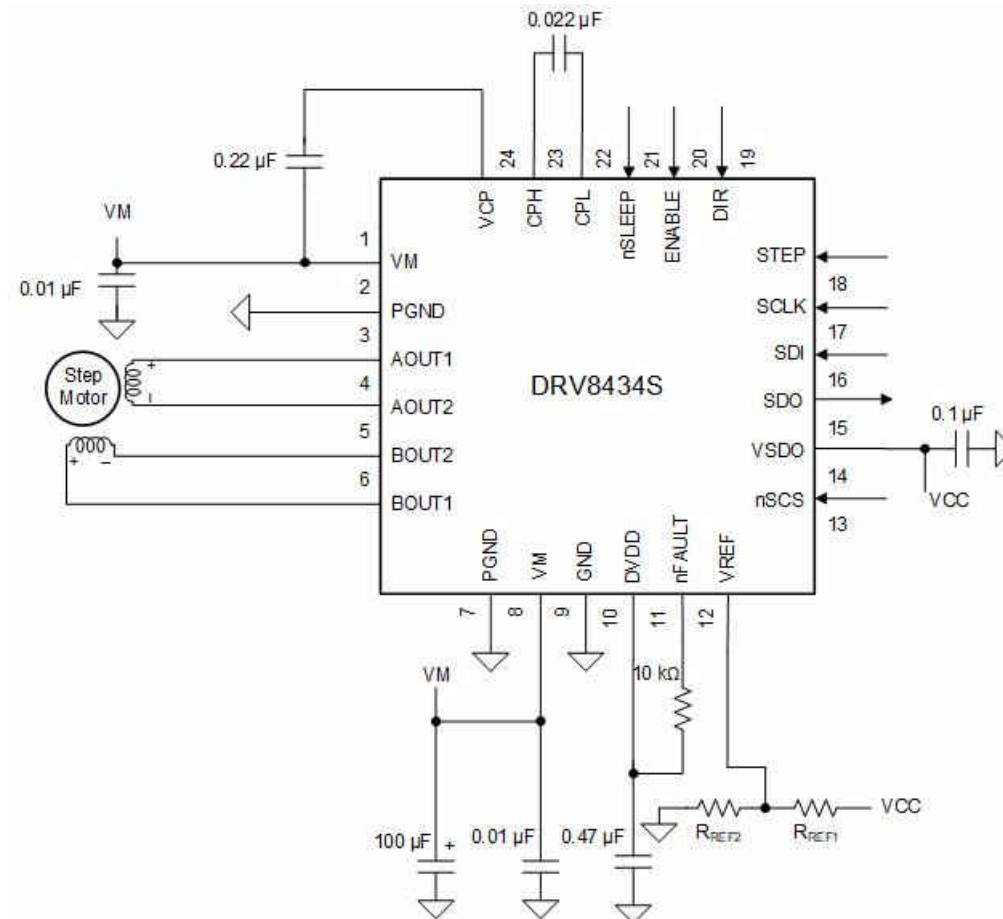 0.022 µF
0.22 µF
24
23
22
21
20
19
VCP
CPH
CPL
nSLEEP
ENABLE
DIR
VM
1
VM
STEP
0.01 µF
2
PGND
18
SCLK
3
AOUT1
17
SDI
Step
Motor
4
AOUT2
DRV8434S
16
SDO
0.1 µF
5
BOUT2
15
VSDO
6
BOUT1
14
nSCS
VCC
13
PGND
VM
GND
DVDD
nFAULT
VREF
7
8
9
10
11
12
VM
10 kΩ
VCC
RREF2
RREF1
100 µF
+
0.01 µF
0.47 µF
+
–
+
–